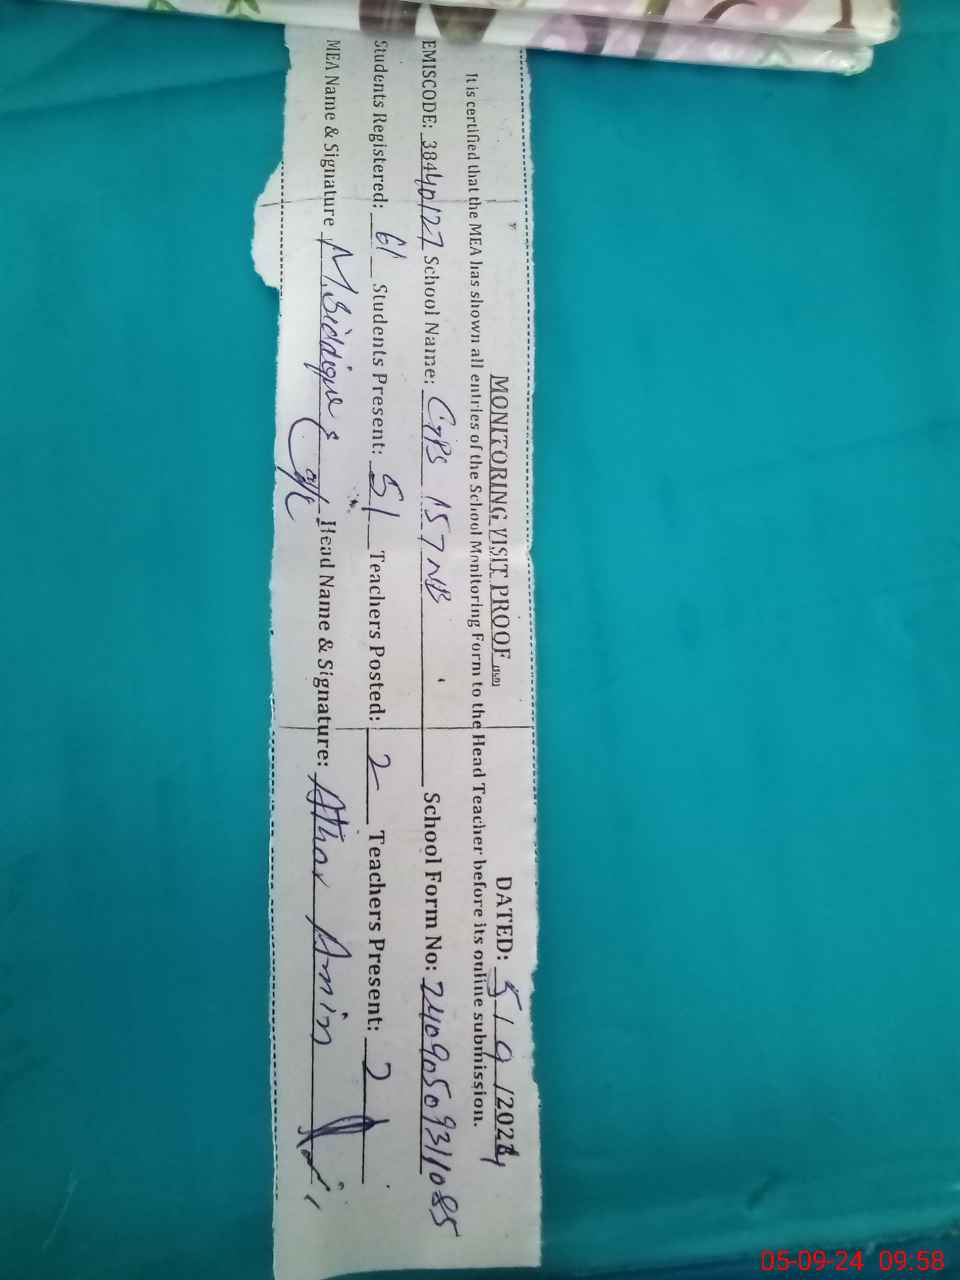 MONITORING VISIT PROOF DATED: 5/9/2024
It is certified that the MEA has shown all entries of the School Monitoring Form to the Head Teacher before its online submission.
EMISCODE: 38440127 School Name: GPS 157 NB School Form No: 2409050931085
Students Registered: 61 Students Present: 51 Teachers Posted: 2 Teachers Present: 2
MEA Name & Signature M.Siddique Head Name & Signature: Athar Amin
05-09-24 09:58